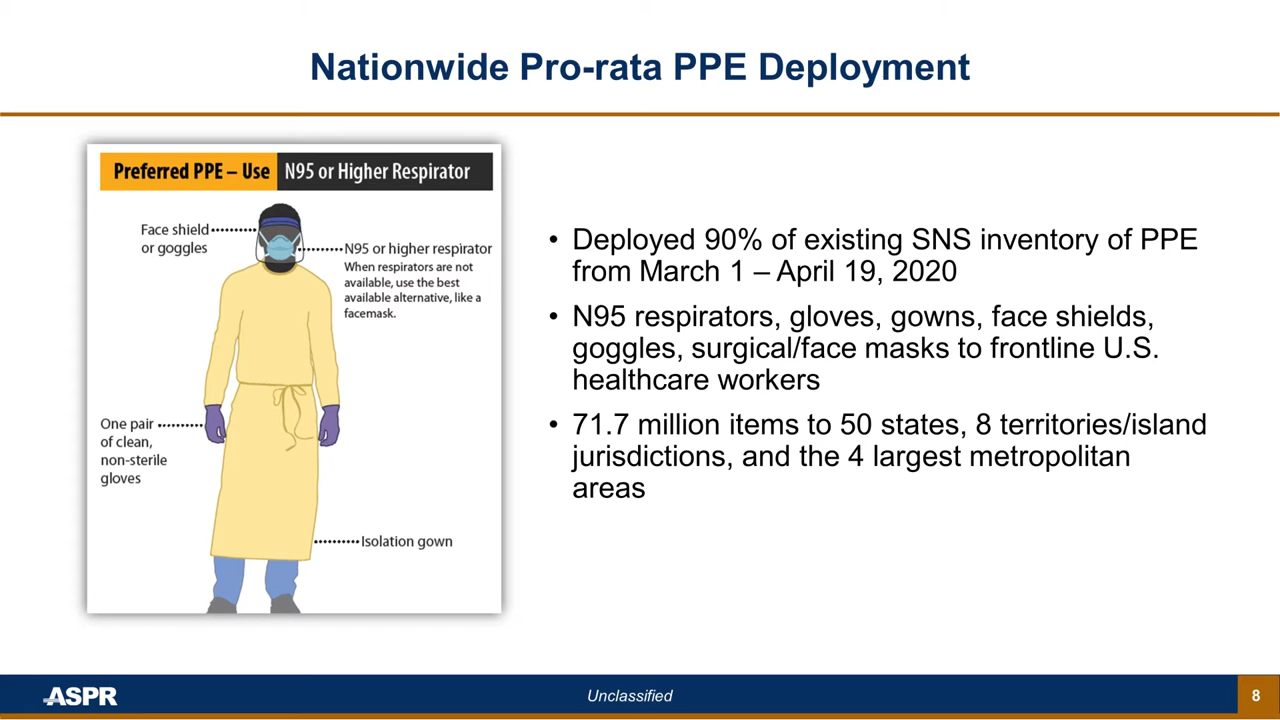 Nationwide Pro-rata PPE Deployment
Preferred PPE – Use N95 or Higher Respirator
Face shield
or goggles
N95 or higher respirator
When respirators are not
available, use the best
available alternative, like a
facemask.
One pair
of clean,
non-sterile
gloves
Isolation gown
• Deployed 90% of existing SNS inventory of PPE
from March 1 – April 19, 2020
• N95 respirators, gloves, gowns, face shields,
goggles, surgical/face masks to frontline U.S.
healthcare workers
• 71.7 million items to 50 states, 8 territories/island
jurisdictions, and the 4 largest metropolitan
areas
ASPR
Unclassified
8